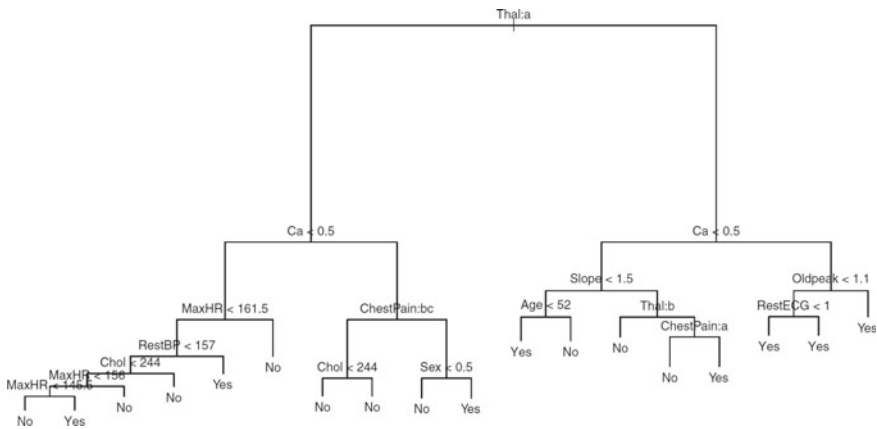 Thal:a
Ca < 0.5
Ca < 0.5
Slope < 1.5
Oldpeak < 1.1
MaxHR < 161.5
ChestPain:bc
Age < 52
Thal:b
RestECG < 1
ChestPain:a
Yes
RestBP < 157
Yes
No
No
Yes
Yes
Chol < 244
MaxHR < 156
No
Chol < 244
Sex < 0.5
No
Yes
MaxHR < 145.5
No
Yes
No
No
No
No
Yes
No
Yes